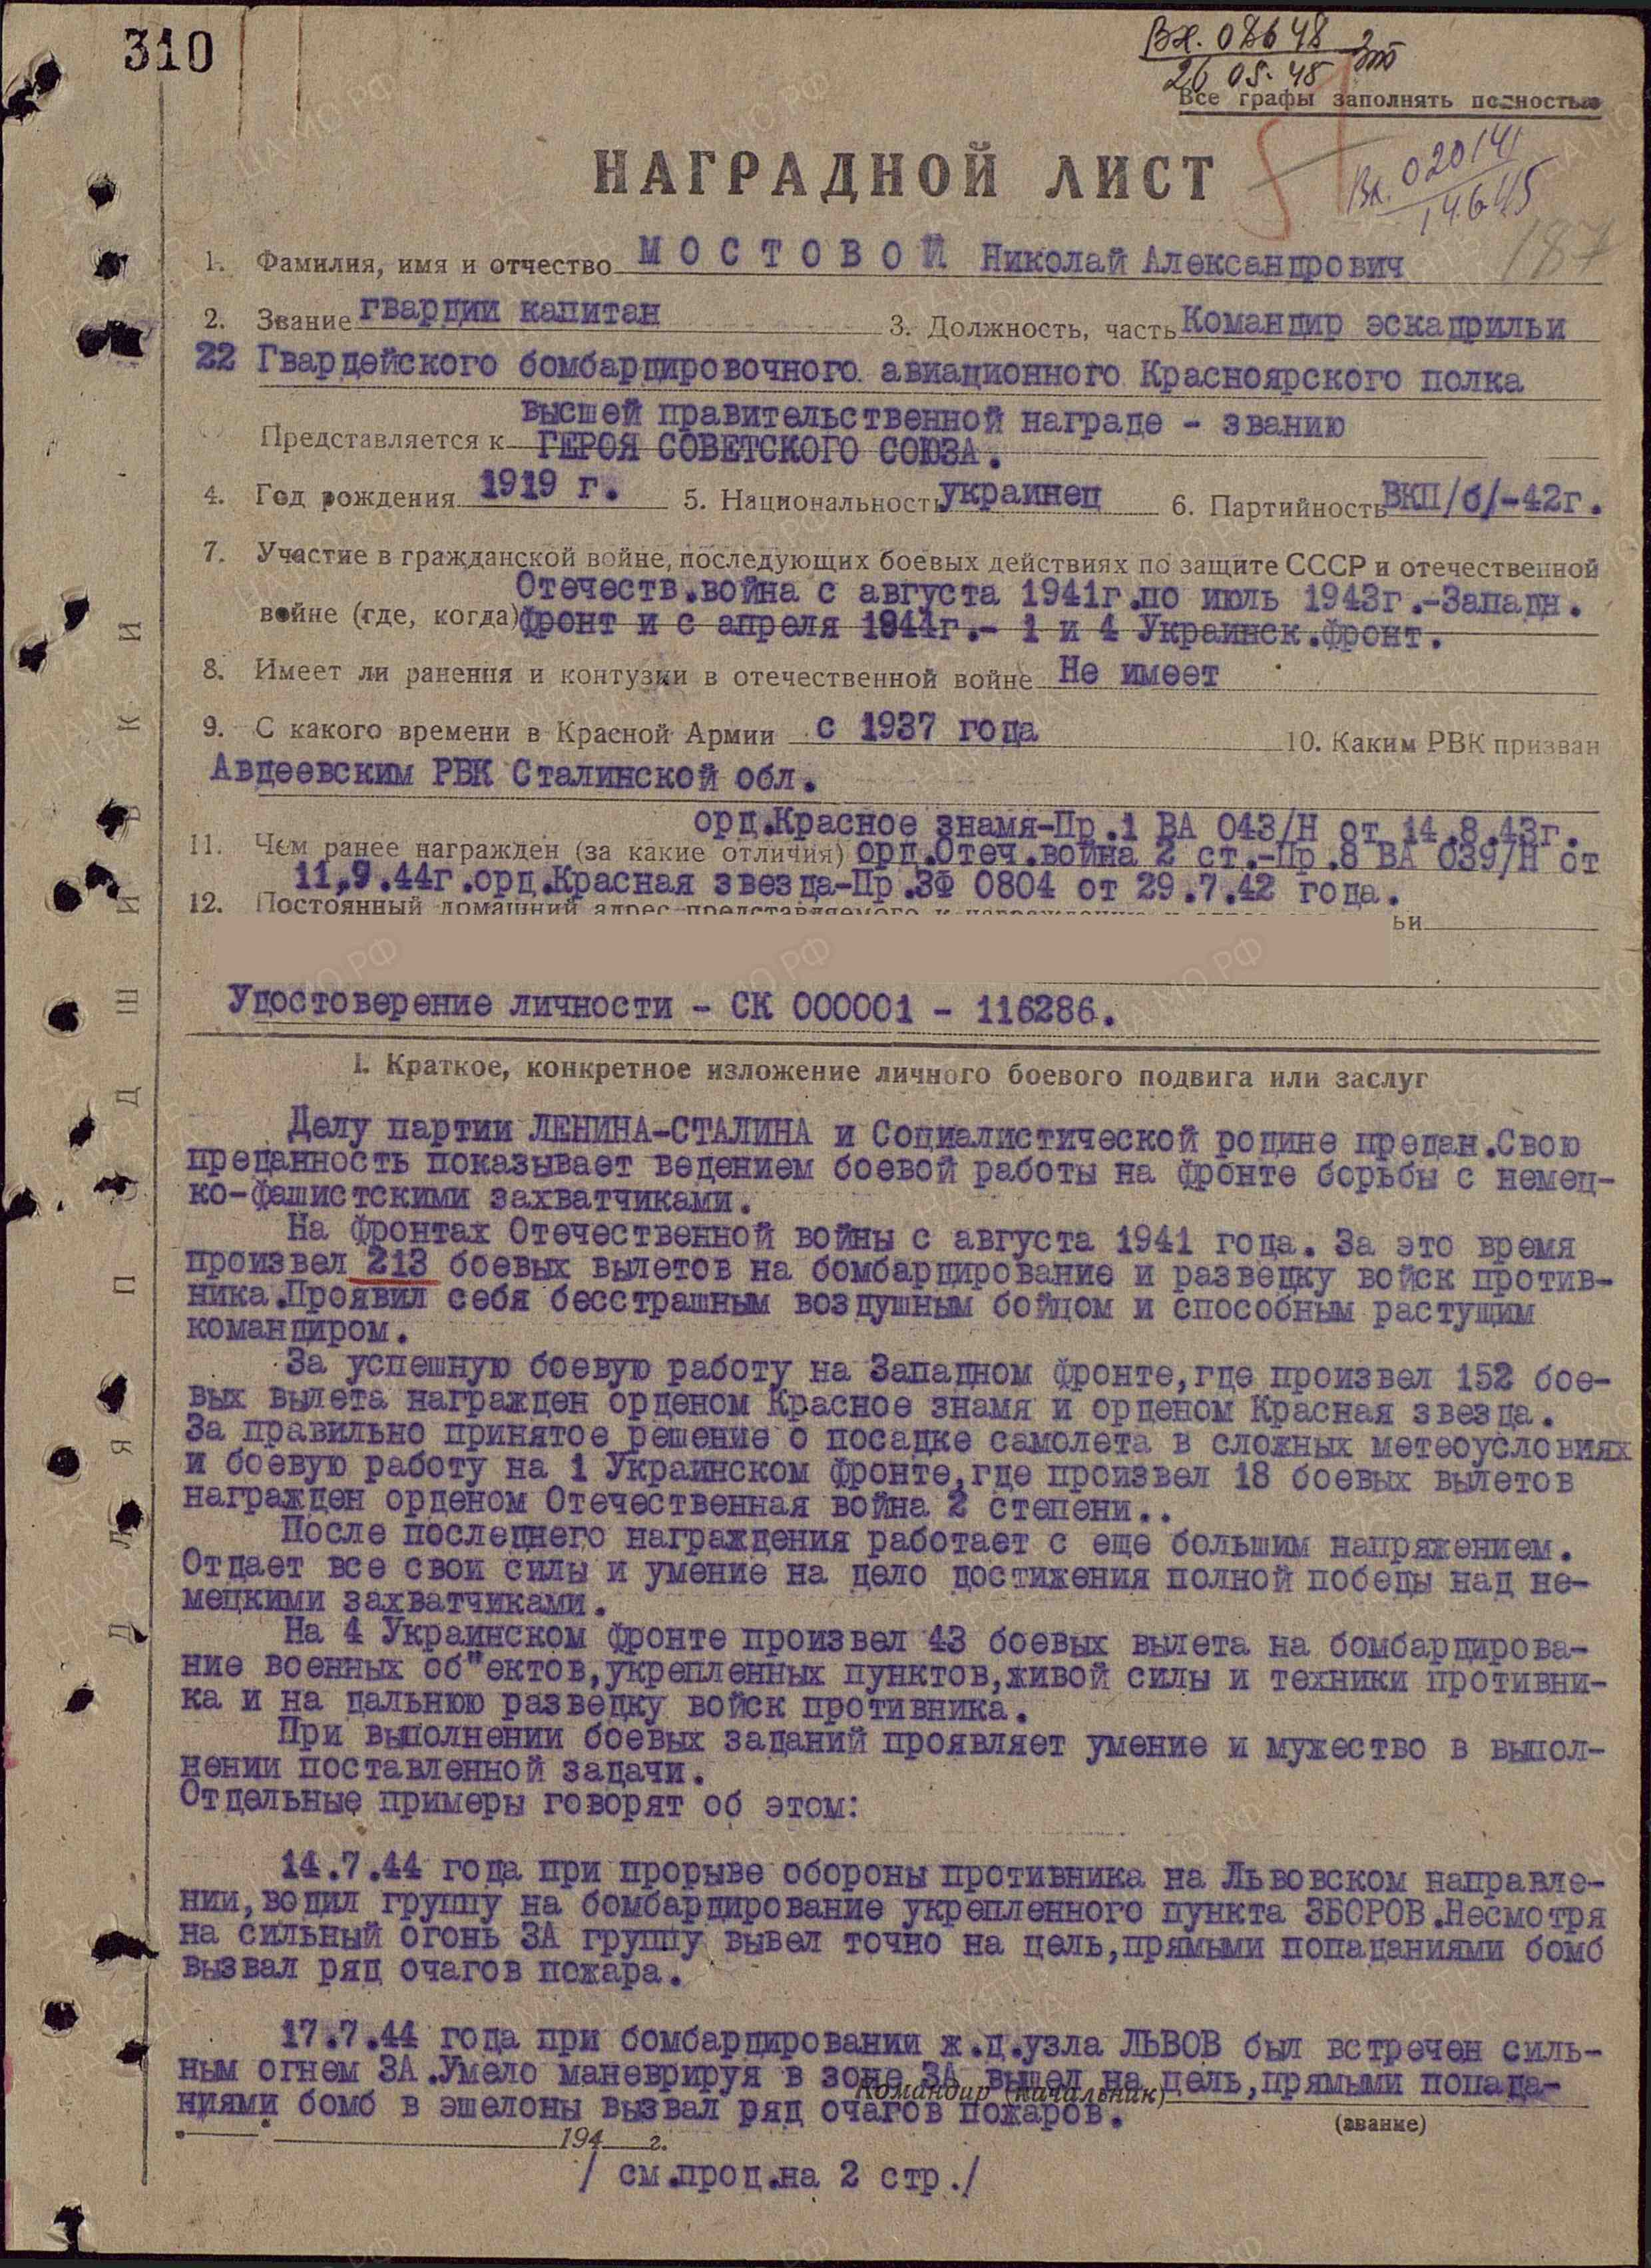 310
Вх. 08648
26 05. 45
Все графы заполнять полностью
НАГРАДНОЙ ЛИСТ
Вх. 020141
14.6.45
187
1. Фамилия, имя и отчество МОСТОВОЙ Николай Александрович
2. Звание гвардии капитан 3. Должность, часть Командир эскадрильи
22 Гвардейского бомбардировочного авиационного Красноярского полка
высшей правительственной награде - званию
Представляется к ГЕРОЯ СОВЕТСКОГО СОЮЗА.
4. Год рождения 1919 г. 5. Национальность украинец 6. Партийность ВКП/б/-42г.
7. Участие в гражданской войне, последующих боевых действиях по защите СССР и отечественной
Отечеств.война с августа 1941г.по июль 1943г.-Западн.
войне (где, когда) фронт и с апреля 1944г.- 1 и 4 Украинск.фронт.
8. Имеет ли ранения и контузии в отечественной войне Не имеет
9. С какого времени в Красной Армии с 1937 года 10. Каким РВК призван
Авдеевским РВК Сталинской обл.
орд.Красное знамя-Пр.1 ВА 043/Н от 14.8.43г.
11. Чем ранее награжден (за какие отличия) орд.Отеч.война 2 ст.-Пр.8 ВА 039/Н от
11.9.44г.орд.Красная звезда-Пр.ЗФ 0804 от 29.7.42 года.
12. Постоянный домашний адрес представляемого к
ьи
Удостоверение личности - СК 000001 - 116286.
I. Краткое, конкретное изложение личного боевого подвига или заслуг
Делу партии ЛЕНИНА-СТАЛИНА и Социалистической родине предан.Свою
преданность показывает ведением боевой работы на фронте борьбы с немец-
ко-фашистскими захватчиками.
На фронтах Отечественной войны с августа 1941 года. За это время
произвел 213 боевых вылетов на бомбардирование и разведку войск против-
ника.Проявил себя бесстрашным воздушным бойцом и способным растущим
командиром.
За успешную боевую работу на Западном фронте,где произвел 152 бое-
вых вылета награжден орденом Красное знамя и орденом Красная звезда.
За правильно принятое решение о посадке самолета в сложных метеоусловиях
и боевую работу на 1 Украинском фронте,где произвел 18 боевых вылетов
награжден орденом Отечественная война 2 степени..
После последнего награждения работает с еще большим напряжением.
Отдает все свои силы и умение на дело достижения полной победы над не-
мецкими захватчиками.
На 4 Украинском фронте произвел 43 боевых вылета на бомбардирова-
ние военных об"ектов,укрепленных пунктов,живой силы и техники противни-
ка и на дальнюю разведку войск противника.
При выполнении боевых заданий проявляет умение и мужество в выпол-
нении поставленной задачи.
Отдельные примеры говорят об этом:
14.7.44 года при прорыве обороны противника на Львовском направле-
нии,водил группу на бомбардирование укрепленного пункта ЗБОРОВ.Несмотря
на сильный огонь ЗА группу вывел точно на цель,прямыми попаданиями бомб
вызвал ряд очагов пожара.
17.7.44 года при бомбардировании ж.д.узла ЛЬВОВ был встречен силь-
ным огнем ЗА.Умело маневрируя в зоне ЗА вышел на цель,прямыми попада-
Командир (начальник)
ниями бомб в эшелоны вызвал ряд очагов пожаров.
(звание)
194 г.
/ см.прод.на 2 стр./
ДЛЯ ПОДШИВКИ